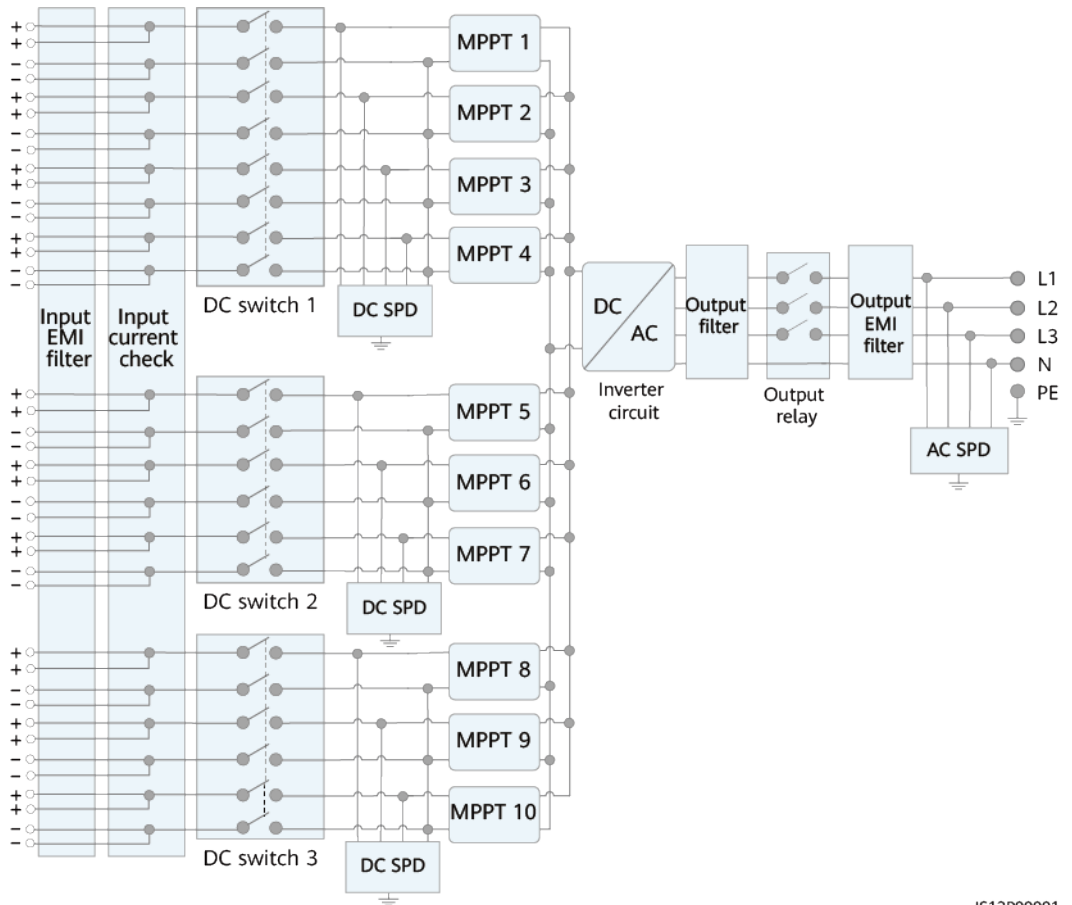 +
+
−
−
+
+
−
−
+
+
−
−
+
+
−
−
MPPT 1
MPPT 2
MPPT 3
MPPT 4
DC switch 1
DC SPD
Input
EMI
filter
Input
current
check
+
+
−
−
+
+
−
−
+
+
−
−
MPPT 5
MPPT 6
MPPT 7
DC switch 2
DC SPD
+
+
−
−
+
+
−
−
+
+
−
−
MPPT 8
MPPT 9
MPPT 10
DC switch 3
DC SPD
DC
AC
Inverter
circuit
Output
filter
Output
relay
Output
EMI
filter
L1
L2
L3
N
PE
AC SPD